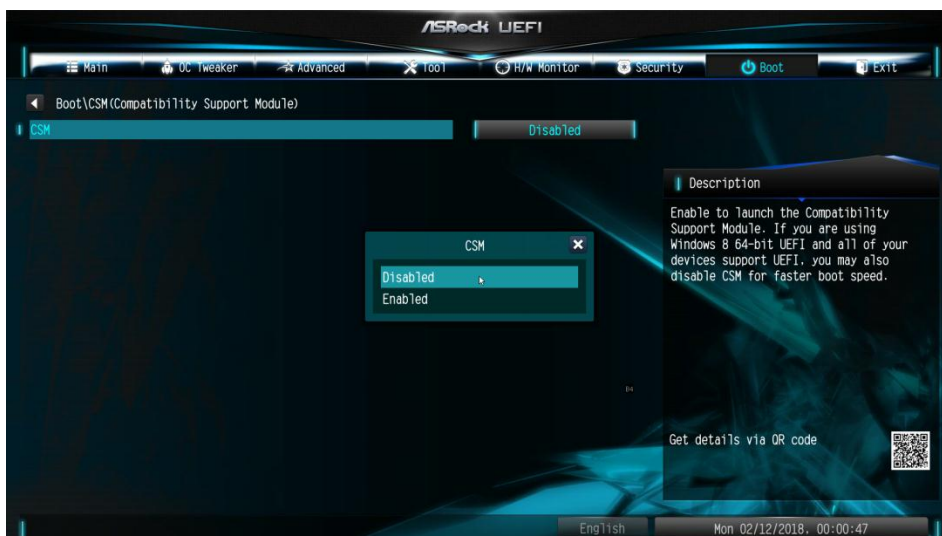 ASRock UEFI
Main OC Tweaker Advanced Tool H/W Monitor Security Boot Exit
Boot\CSM(Compatibility Support Module)
CSM Disabled
Description
Enable to launch the Compatibility
Support Module. If you are using
Windows 8 64-bit UEFI and all of your
devices support UEFI, you may also
disable CSM for faster boot speed.
CSM
Disabled
Enabled
D4
Get details via QR code
English Mon 02/12/2018, 00:00:47